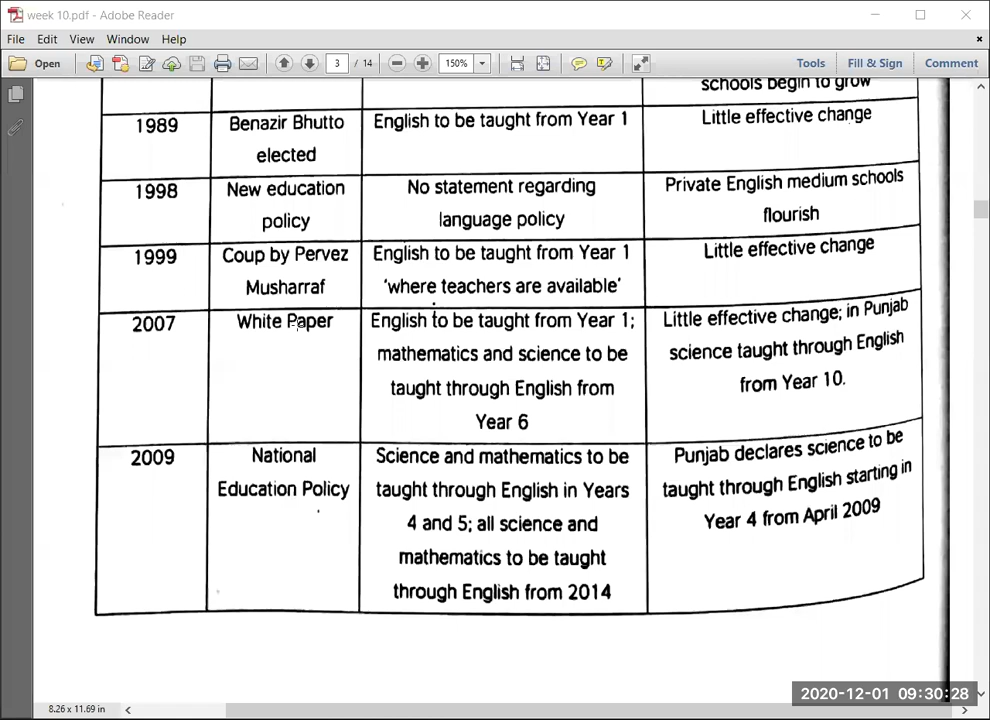 week 10.pdf - Adobe Reader
File Edit View Window Help
Open 3 / 14 150% Tools Fill & Sign Comment
schools begin to grow
1989 Benazir Bhutto English to be taught from Year 1 Little effective change
elected
1998 New education No statement regarding Private English medium schools
policy language policy flourish
1999 Coup by Pervez English to be taught from Year 1 Little effective change
Musharraf 'where teachers are available'
2007 White Paper English to be taught from Year 1; Little effective change; in Punjab
mathematics and science to be science taught through English
taught through English from from Year 10.
Year 6
2009 National Science and mathematics to be Punjab declares science to be
Education Policy taught through English in Years taught through English starting in
4 and 5; all science and Year 4 from April 2009
mathematics to be taught
through English from 2014
2020-12-01 09:30:28
8.26 x 11.69 in